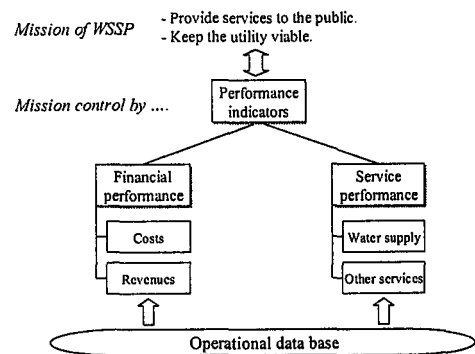 Mission of WSSP
- Provide services to the public.
- Keep the utility viable.
Mission control by ....
Performance
indicators
Financial
performance
Service
performance
Costs
Water supply
Revenues
Other services
Operational data base